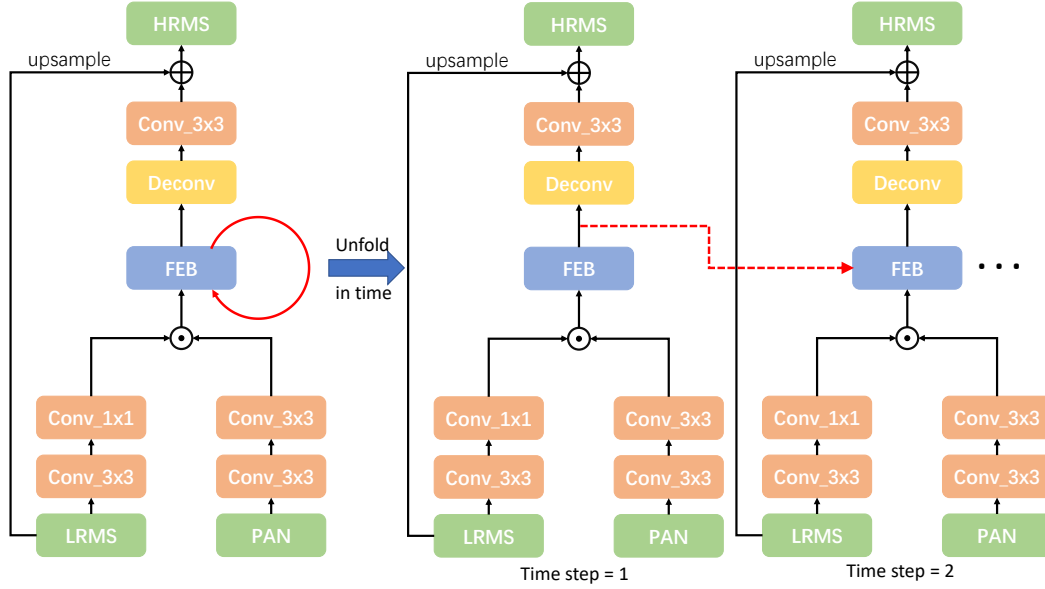 HRMS
upsample
Conv_3x3
Deconv
FEB
Conv_1x1
Conv_3x3
Conv_3x3
Conv_3x3
LRMS
PAN
Unfold
in time
HRMS
upsample
Conv_3x3
Deconv
FEB
Conv_1x1
Conv_3x3
Conv_3x3
Conv_3x3
LRMS
PAN
Time step = 1
HRMS
upsample
Conv_3x3
Deconv
FEB
...
Conv_1x1
Conv_3x3
Conv_3x3
Conv_3x3
LRMS
PAN
Time step = 2